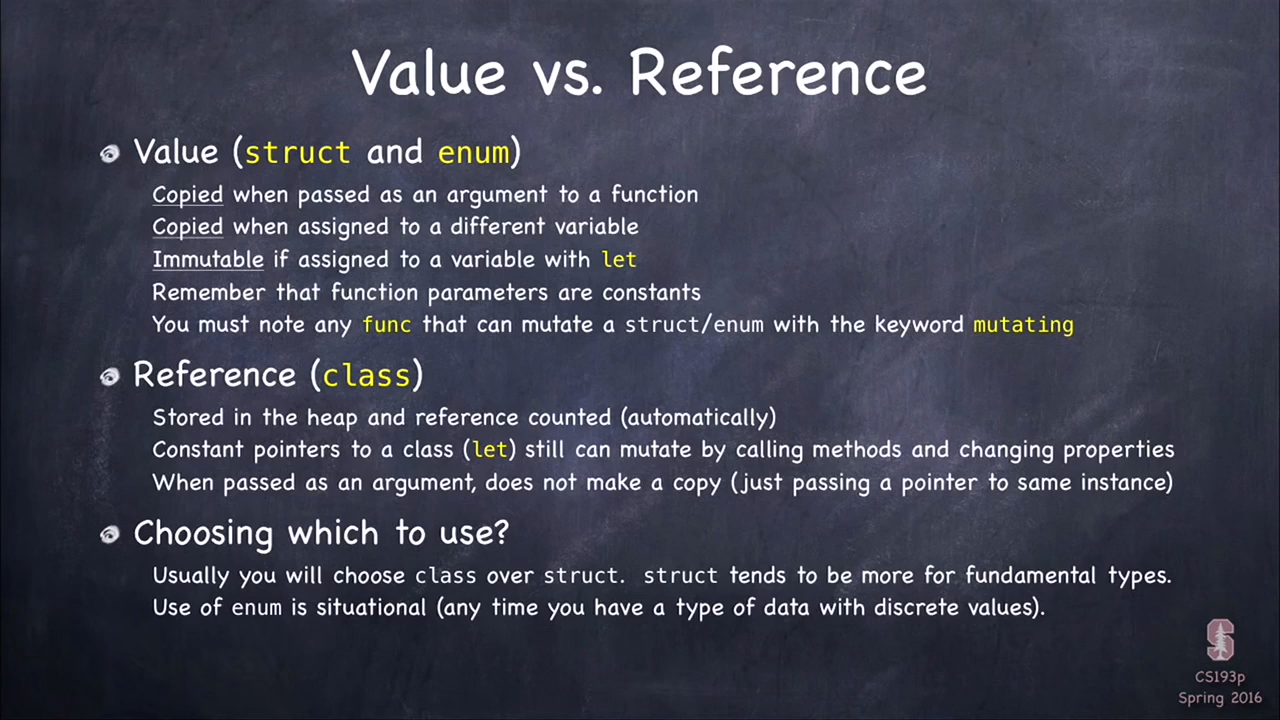 Value vs. Reference
Value (struct and enum)
Copied when passed as an argument to a function
Copied when assigned to a different variable
Immutable if assigned to a variable with let
Remember that function parameters are constants
You must note any func that can mutate a struct/enum with the keyword mutating
Reference (class)
Stored in the heap and reference counted (automatically)
Constant pointers to a class (let) still can mutate by calling methods and changing properties
When passed as an argument, does not make a copy (just passing a pointer to same instance)
Choosing which to use?
Usually you will choose class over struct. struct tends to be more for fundamental types.
Use of enum is situational (any time you have a type of data with discrete values).
S
CS193p
Spring 2016